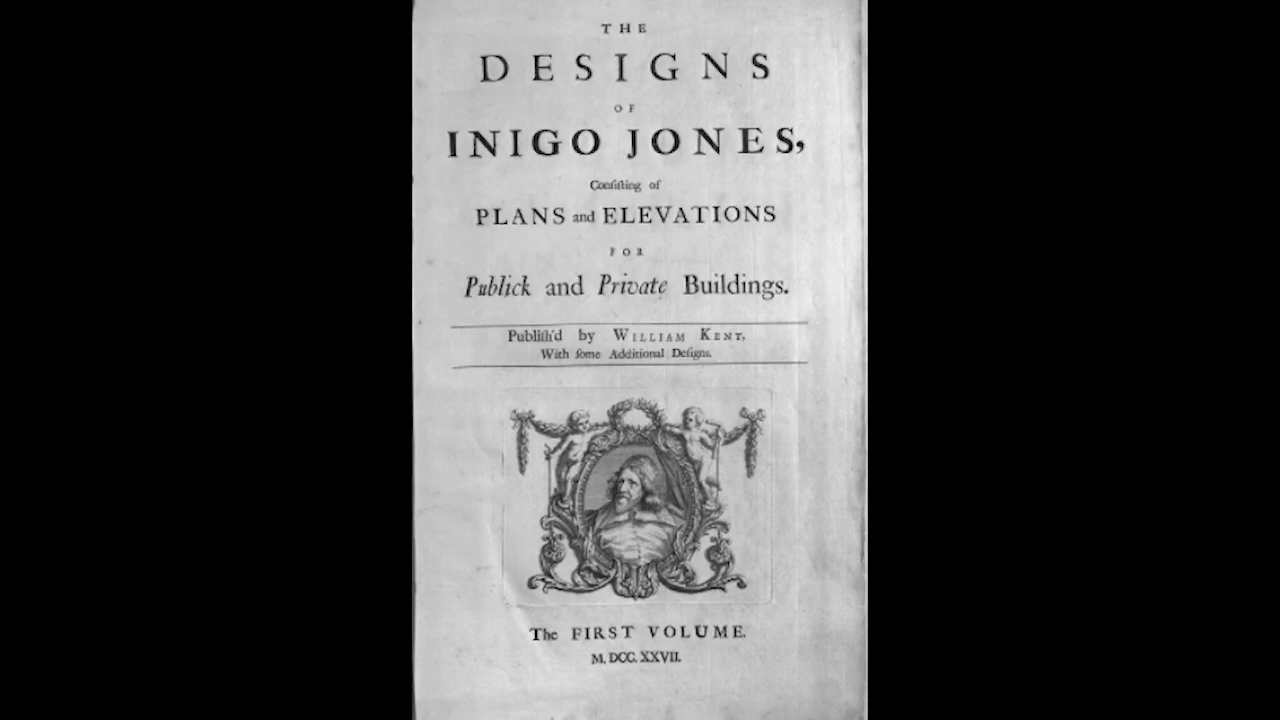 THE
DESIGNS
OF
INIGO JONES,
Conſiſting of
PLANS and ELEVATIONS
FOR
Publick and Private Buildings.
Publiſh'd by WILLIAM KENT,
With ſome Additional Deſigns.
The FIRST VOLUME.
M. DCC. XXVII.